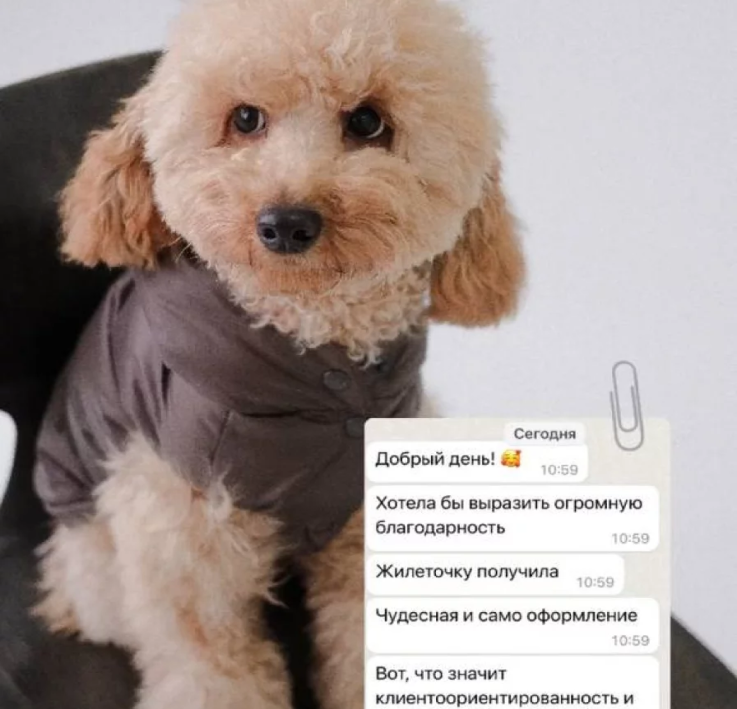 Сегодня
Добрый день! 🥰
10:59
Хотела бы выразить огромную
благодарность
10:59
Жилеточку получила
10:59
Чудесная и само оформление
10:59
Вот, что значит
клиентоориентированность и